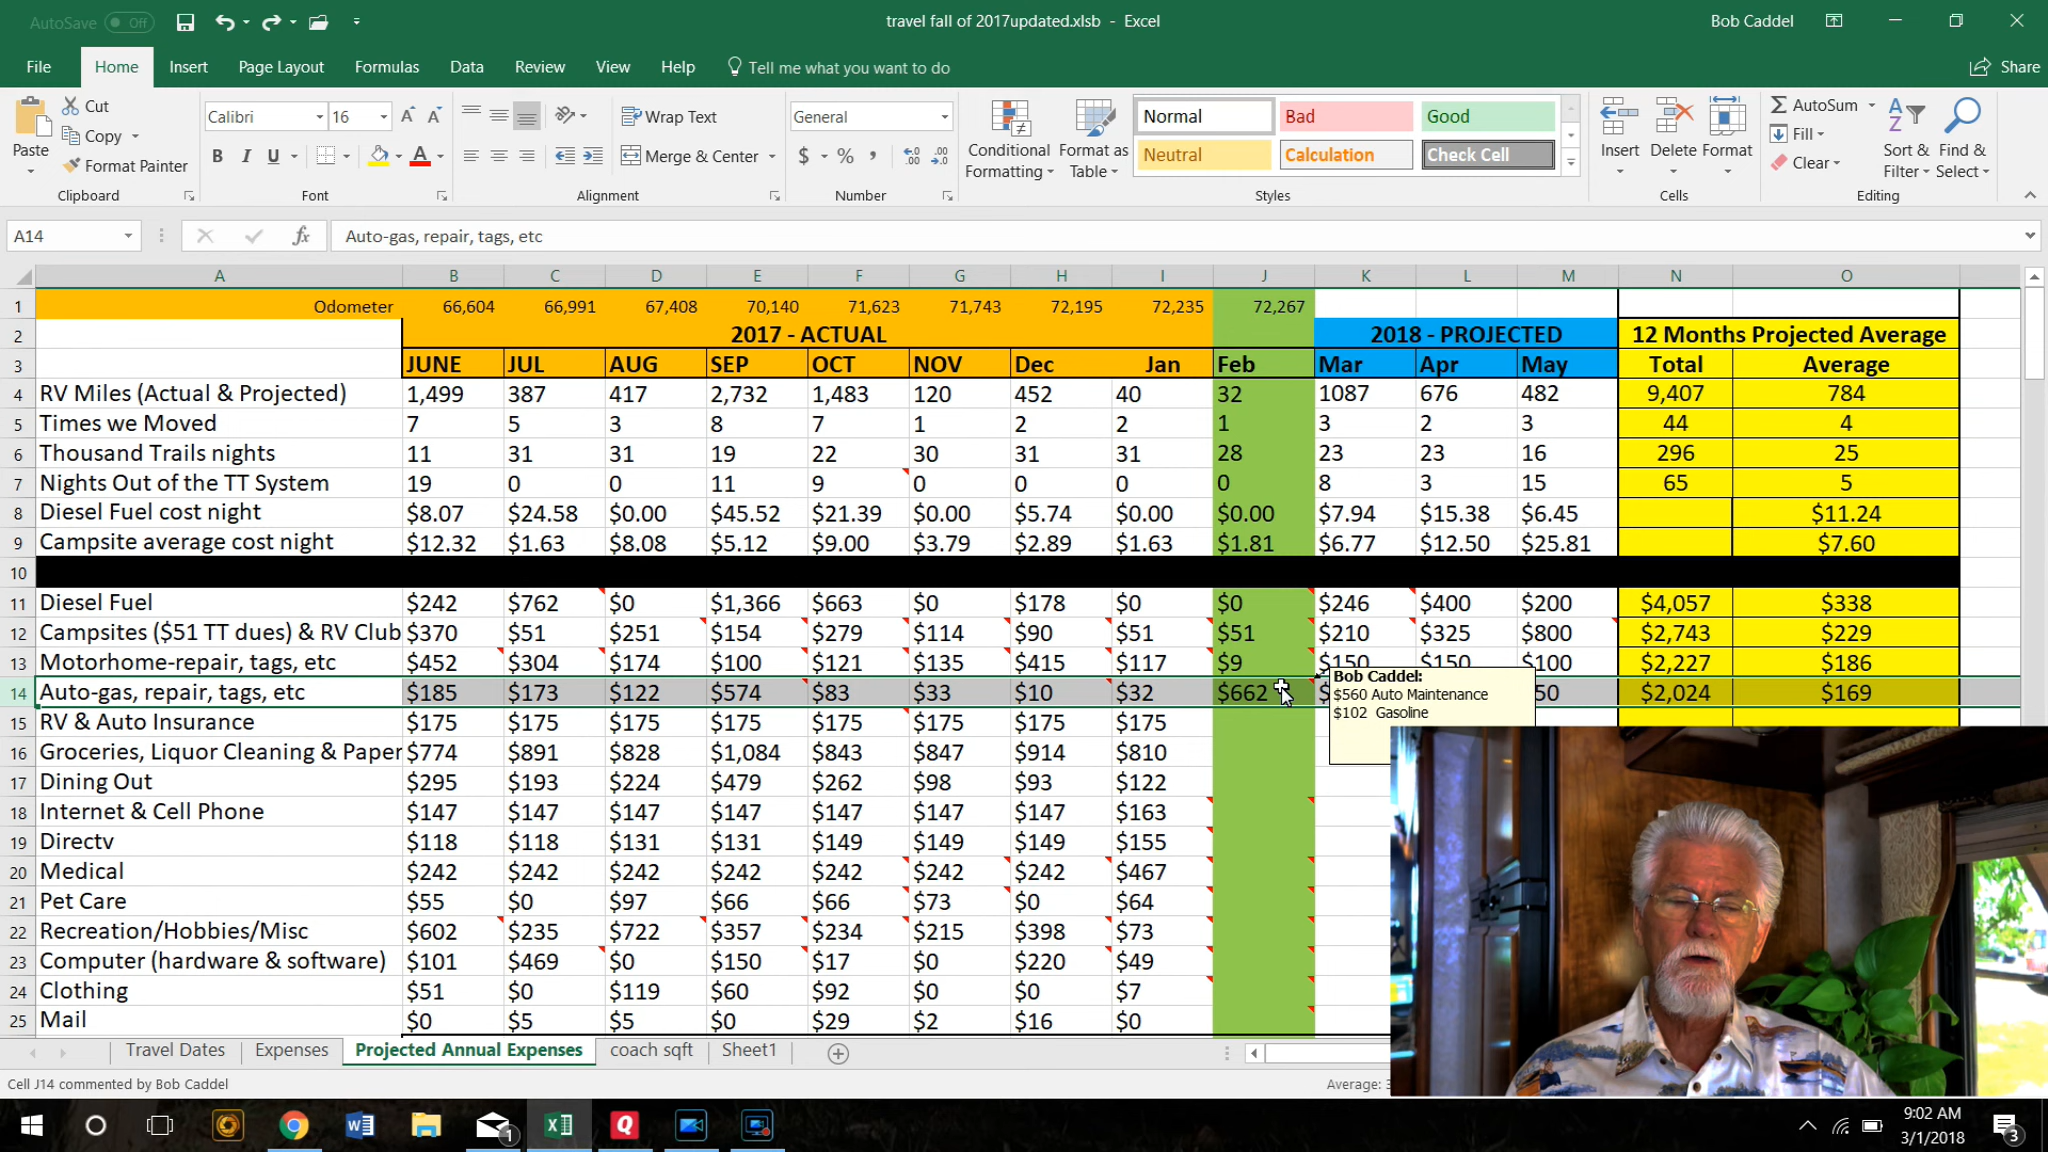 AutoSave Off travel fall of 2017updated.xlsb - Excel Bob Caddel
File Home Insert Page Layout Formulas Data Review View Help Tell me what you want to do Share
Paste Cut Copy Format Painter Clipboard
Calibri 16 B I U A Font
Wrap Text Merge & Center Alignment
General $ % , Number
Conditional Formatting Format as Table Normal Bad Good Neutral Calculation Check Cell Styles
Insert Delete Format Cells
AutoSum Fill Clear Sort & Filter Find & Select Editing
A14 fx Auto-gas, repair, tags, etc
A B C D E F G H I J K L M N O
1 Odometer 66,604 66,991 67,408 70,140 71,623 71,743 72,195 72,235 72,267
2 2017 - ACTUAL 2018 - PROJECTED 12 Months Projected Average
3 JUNE JUL AUG SEP OCT NOV Dec Jan Feb Mar Apr May Total Average
4 RV Miles (Actual & Projected) 1,499 387 417 2,732 1,483 120 452 40 32 1087 676 482 9,407 784
5 Times we Moved 7 5 3 8 7 1 2 2 1 3 2 3 44 4
6 Thousand Trails nights 11 31 31 19 22 30 31 31 28 23 23 16 296 25
7 Nights Out of the TT System 19 0 0 11 9 0 0 0 0 8 3 15 65 5
8 Diesel Fuel cost night $8.07 $24.58 $0.00 $45.52 $21.39 $0.00 $5.74 $0.00 $0.00 $7.94 $15.38 $6.45 $11.24
9 Campsite average cost night $12.32 $1.63 $8.08 $5.12 $9.00 $3.79 $2.89 $1.63 $1.81 $6.77 $12.50 $25.81 $7.60
10
11 Diesel Fuel $242 $762 $0 $1,366 $663 $0 $178 $0 $0 $246 $400 $200 $4,057 $338
12 Campsites ($51 TT dues) & RV Club $370 $51 $251 $154 $279 $114 $90 $51 $51 $210 $325 $800 $2,743 $229
13 Motorhome-repair, tags, etc $452 $304 $174 $100 $121 $135 $415 $117 $9 $150 $150 $100 $2,227 $186
14 Auto-gas, repair, tags, etc $185 $173 $122 $574 $83 $33 $10 $32 $662 $ 50 $2,024 $169
Bob Caddel:
$560 Auto Maintenance
$102 Gasoline
15 RV & Auto Insurance $175 $175 $175 $175 $175 $175 $175 $175
16 Groceries, Liquor Cleaning & Paper $774 $891 $828 $1,084 $843 $847 $914 $810
17 Dining Out $295 $193 $224 $479 $262 $98 $93 $122
18 Internet & Cell Phone $147 $147 $147 $147 $147 $147 $147 $163
19 Directv $118 $118 $131 $131 $149 $149 $149 $155
20 Medical $242 $242 $242 $242 $242 $242 $242 $467
21 Pet Care $55 $0 $97 $66 $66 $73 $0 $64
22 Recreation/Hobbies/Misc $602 $235 $722 $357 $234 $215 $398 $73
23 Computer (hardware & software) $101 $469 $0 $150 $17 $0 $220 $49
24 Clothing $51 $0 $119 $60 $92 $0 $0 $7
25 Mail $0 $5 $5 $0 $29 $2 $16 $0
Travel Dates Expenses Projected Annual Expenses coach sqft Sheet1
Cell J14 commented by Bob Caddel Average:
1 9:02 AM
3/1/2018 3